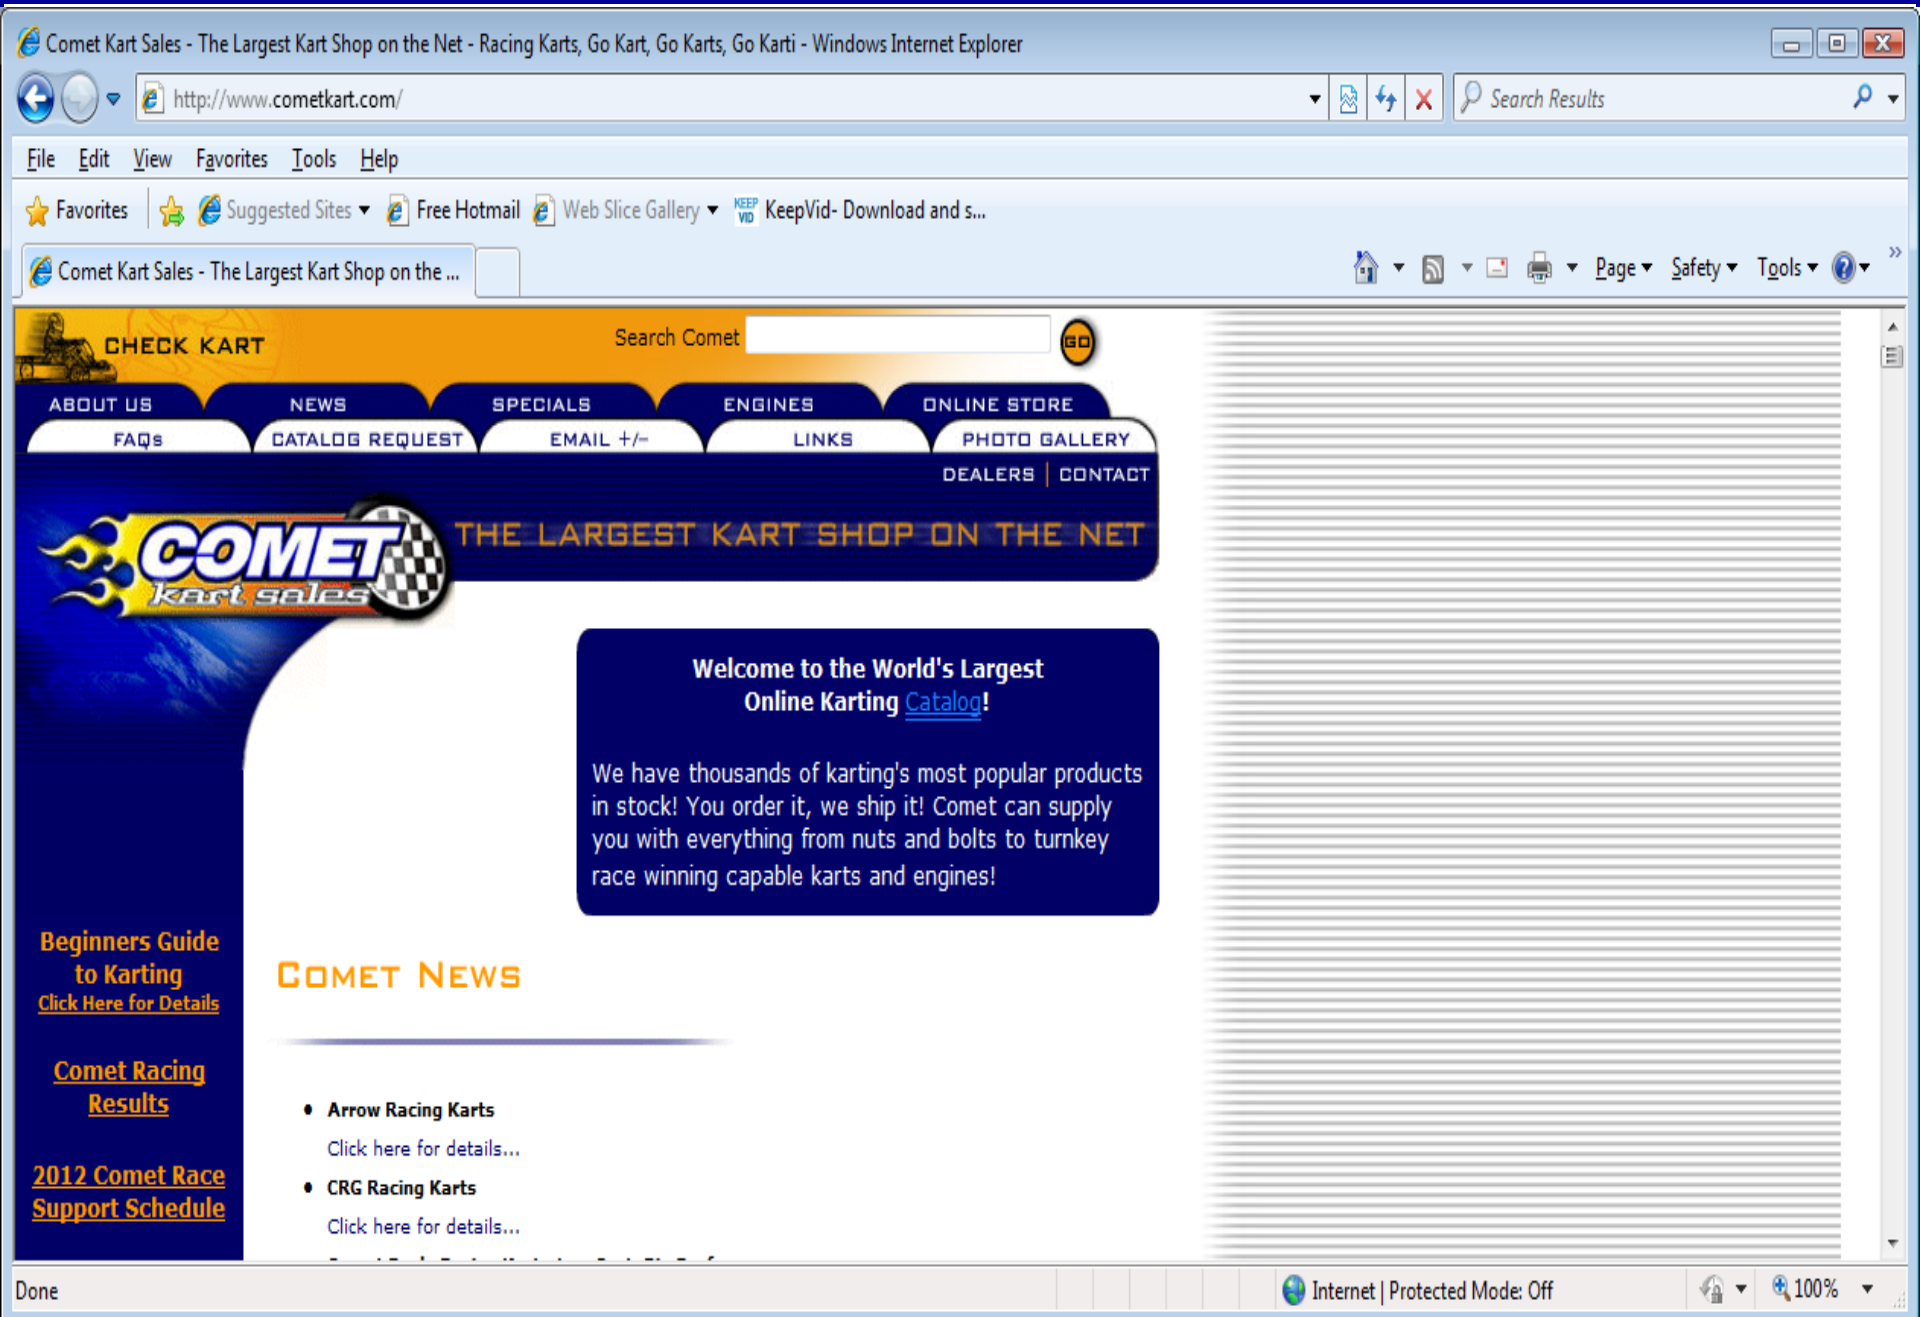 Comet Kart Sales - The Largest Kart Shop on the Net - Racing Karts, Go Kart, Go Karts, Go Karti - Windows Internet Explorer
http://www.cometkart.com/
Search Results
File Edit View Favorites Tools Help
Favorites Suggested Sites Free Hotmail Web Slice Gallery KEEP VID KeepVid- Download and s...
Comet Kart Sales - The Largest Kart Shop on the ...
Page Safety Tools
CHECK KART
Search Comet
GO
ABOUT US NEWS SPECIALS ENGINES ONLINE STORE
FAQs CATALOG REQUEST EMAIL +/- LINKS PHOTO GALLERY
DEALERS | CONTACT
COMET
kart sales
THE LARGEST KART SHOP ON THE NET
Welcome to the World's Largest
Online Karting Catalog!
We have thousands of karting's most popular products
in stock! You order it, we ship it! Comet can supply
you with everything from nuts and bolts to turnkey
race winning capable karts and engines!
Beginners Guide
to Karting
Click Here for Details
Comet Racing
Results
2012 Comet Race
Support Schedule
COMET NEWS
• Arrow Racing Karts
Click here for details...
• CRG Racing Karts
Click here for details...
Done
Internet | Protected Mode: Off
100%